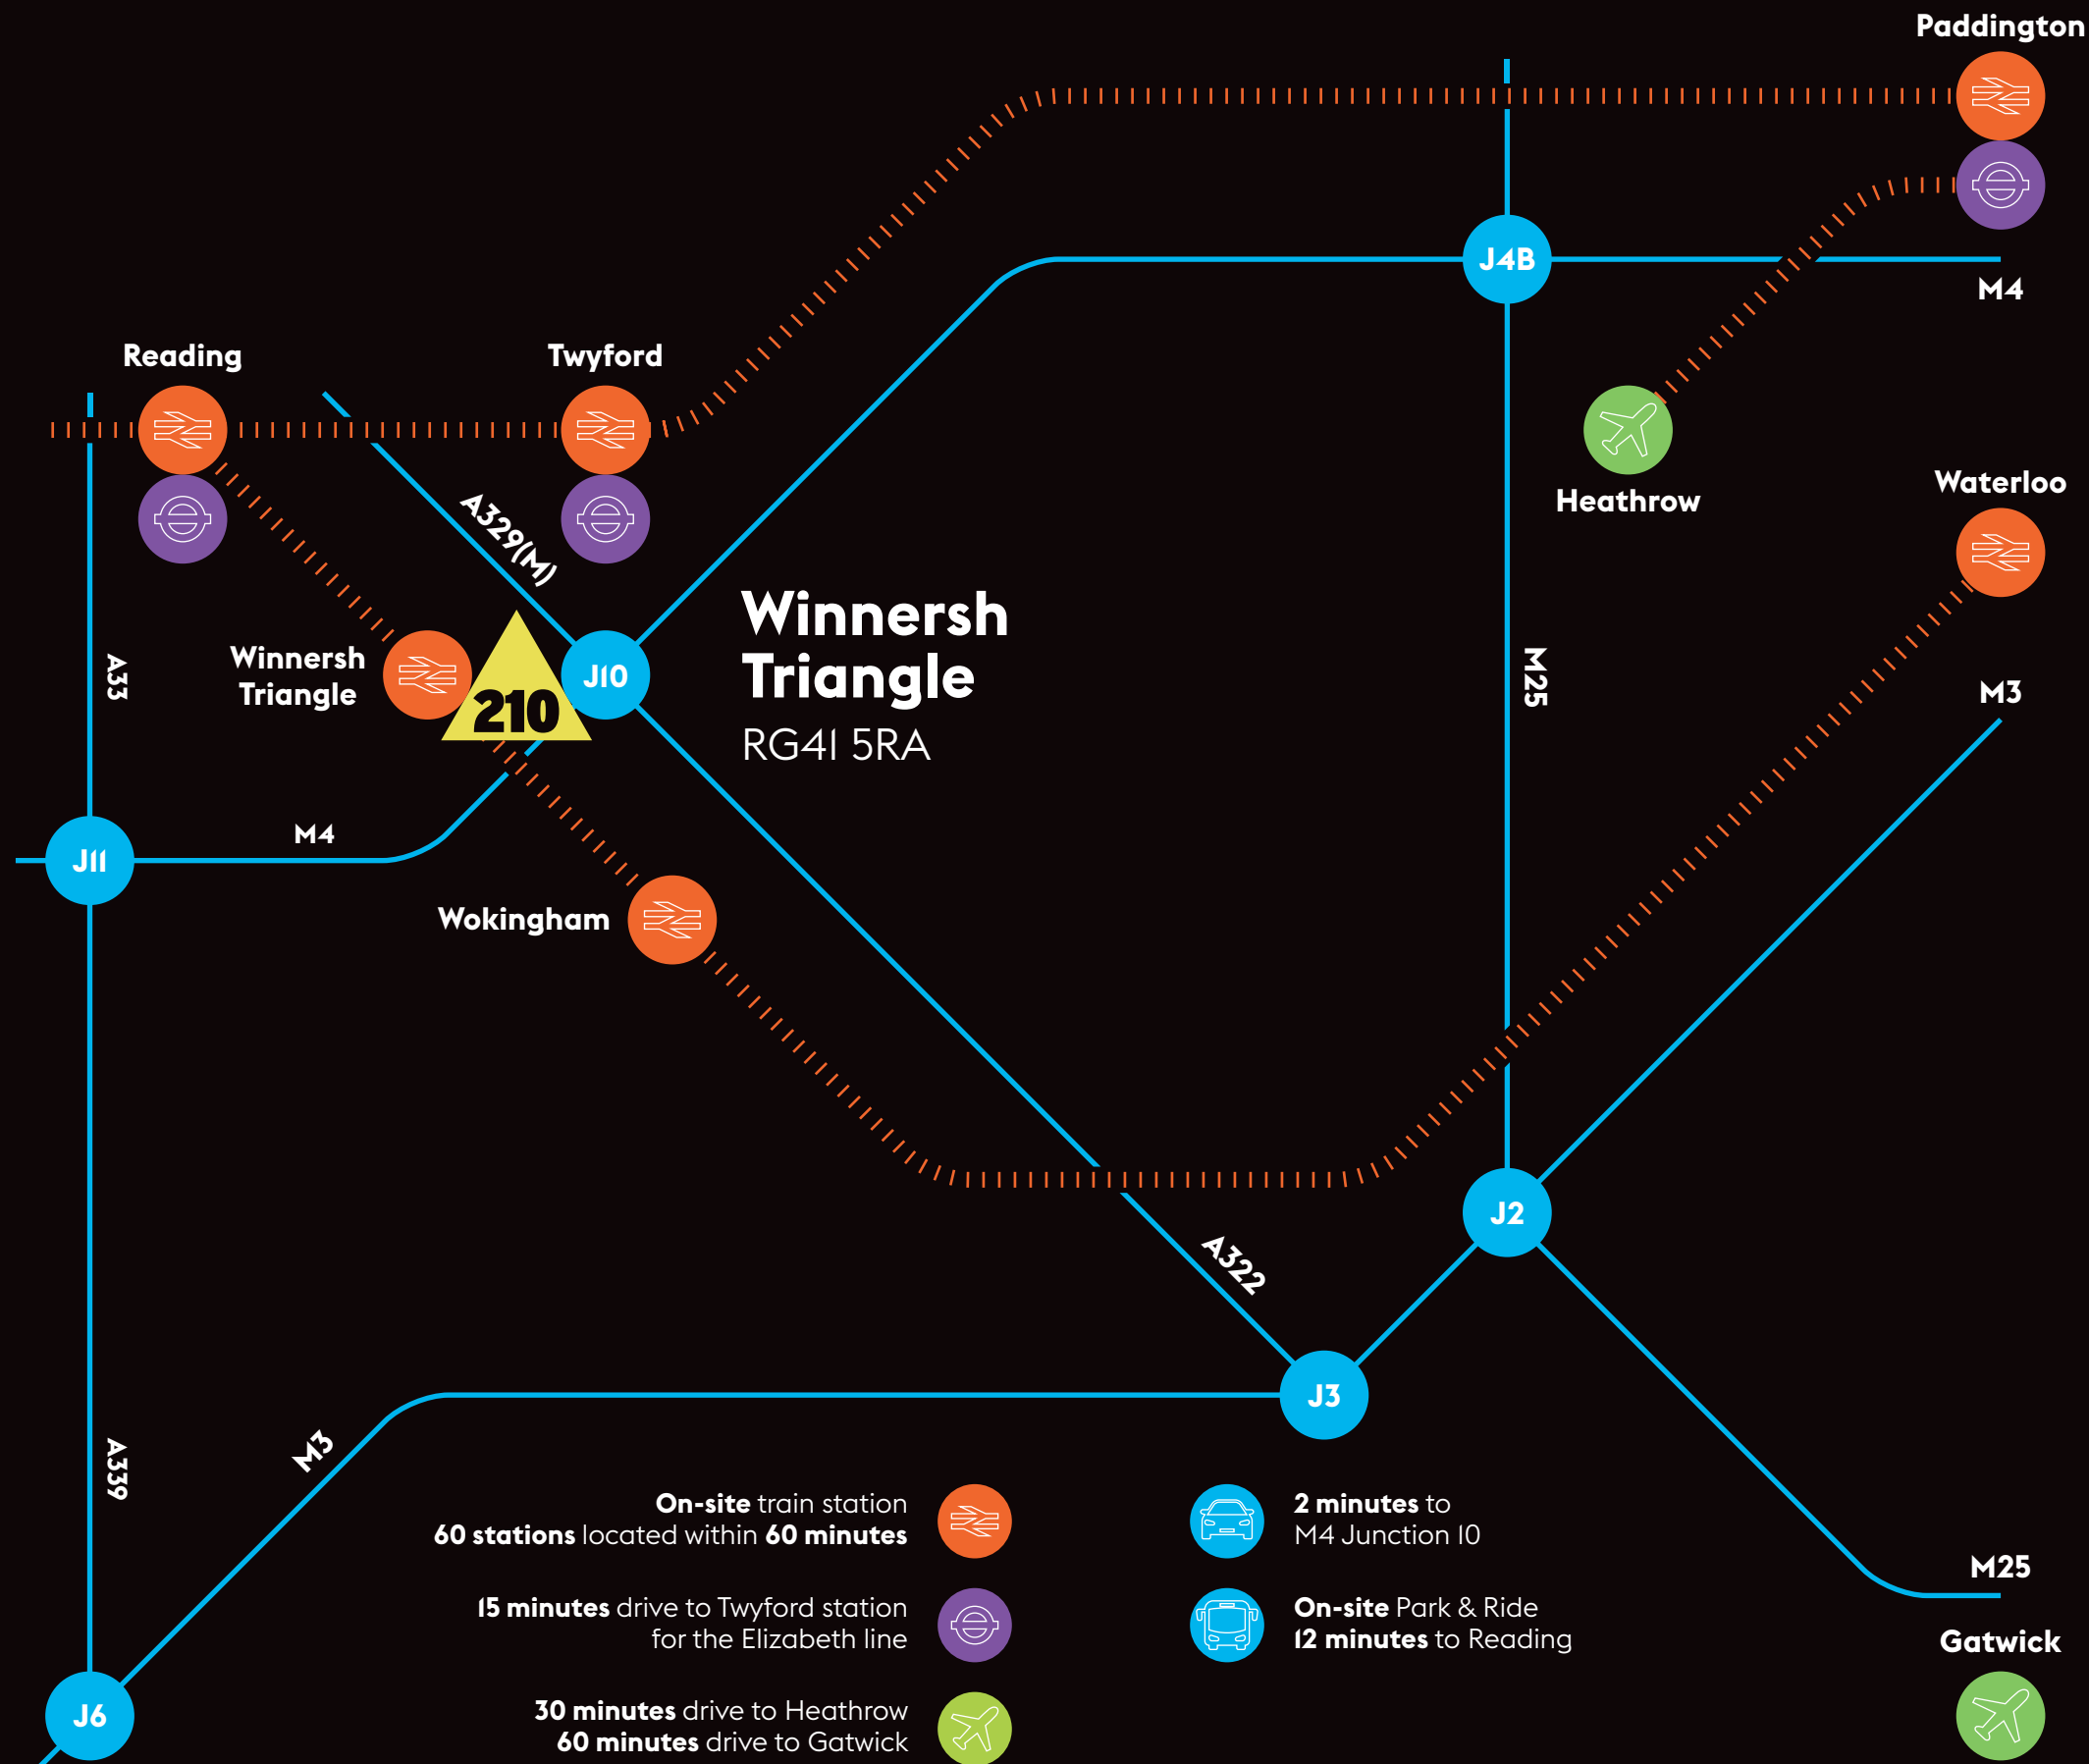 Paddington
J4B
M4
Reading
Twyford
Heathrow
Waterloo
A329(M)
Winnersh
Triangle
RG41 5RA
Winnersh
Triangle
210
J10
A33
M25
M3
J11
M4
Wokingham
J2
A322
J3
M3
A339
On-site train station
60 stations located within 60 minutes
2 minutes to
M4 Junction 10
15 minutes drive to Twyford station
for the Elizabeth line
On-site Park & Ride
12 minutes to Reading
M25
Gatwick
J6
30 minutes drive to Heathrow
60 minutes drive to Gatwick